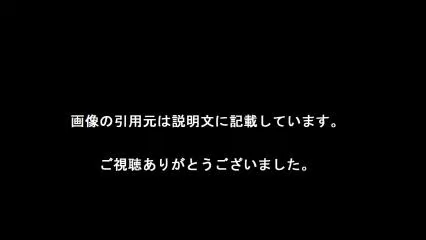 画像の引用元は説明文に記載しています。
ご視聴ありがとうございました。